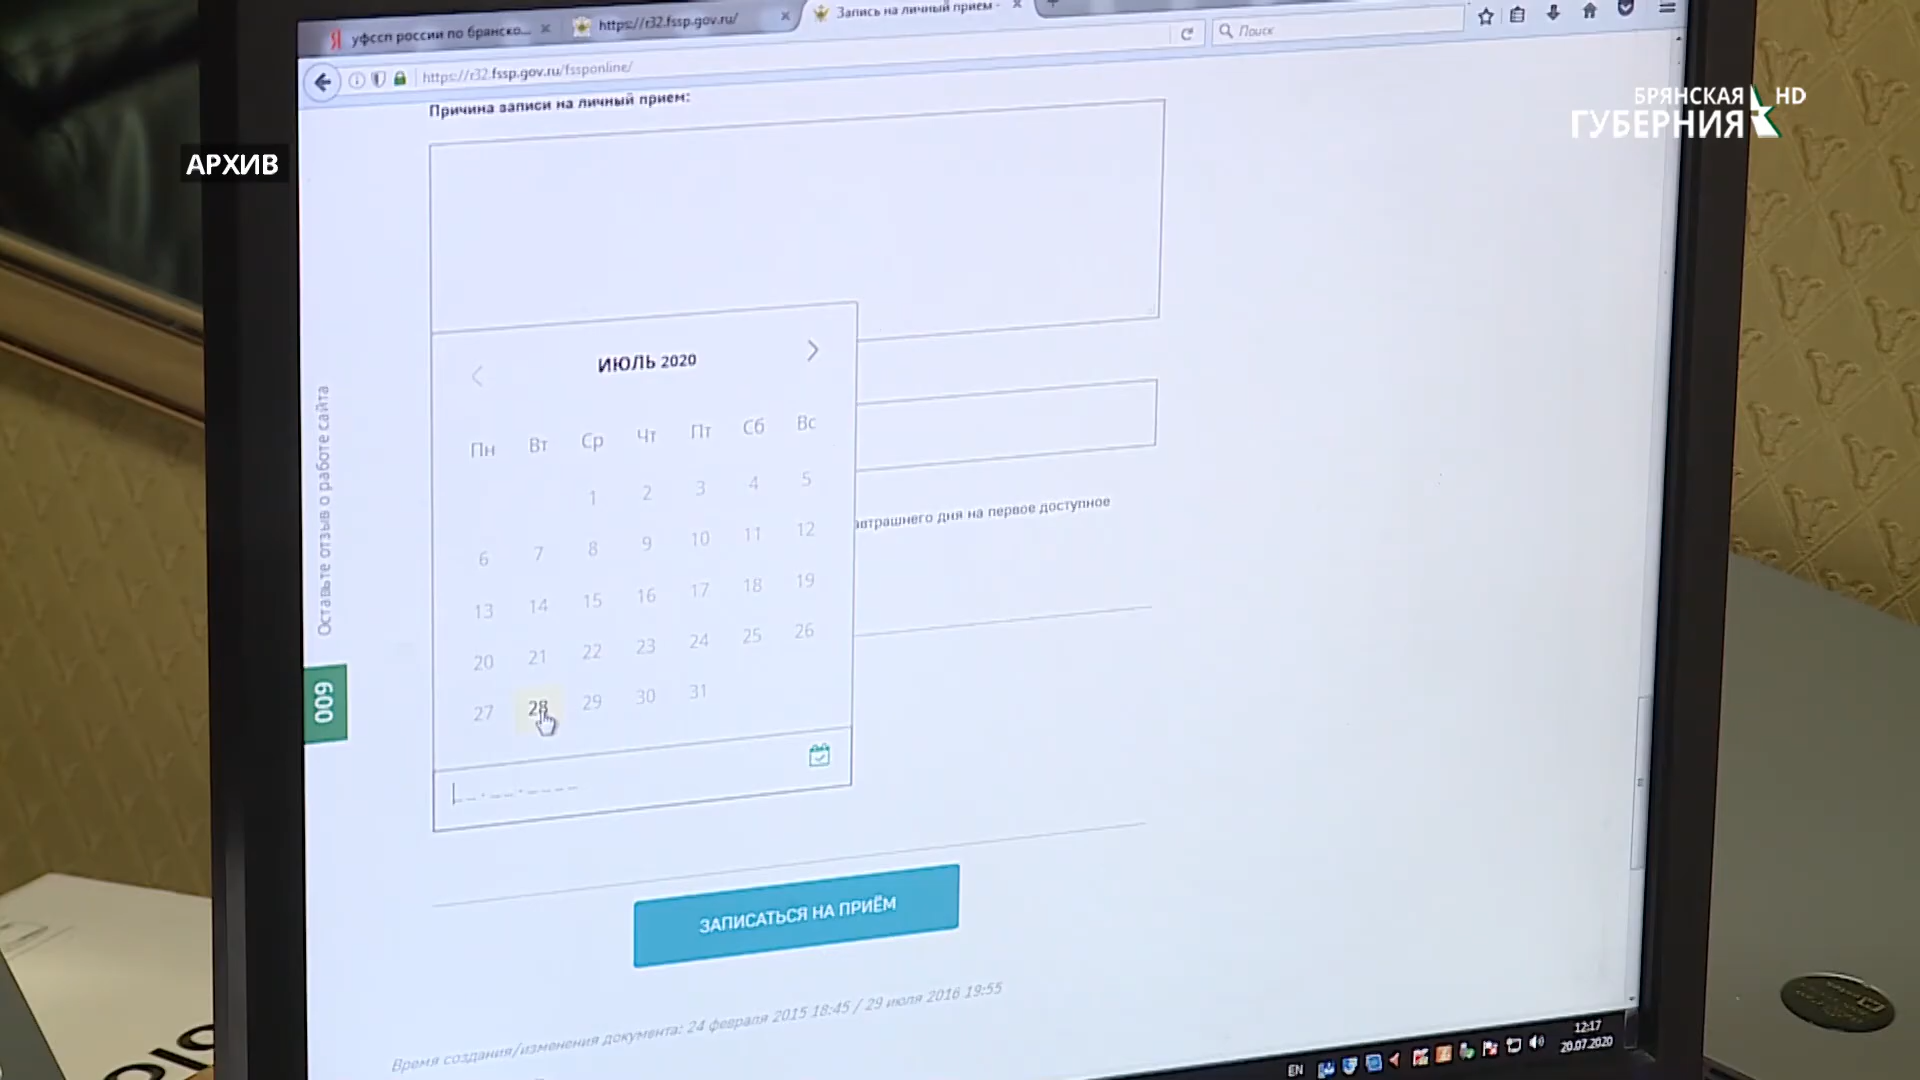 уфссп россии по брянско...
https://r32.fssp.gov.ru/
Запись на личный прием -
https://r32.fssp.gov.ru/fssponline/
Поиск
БРЯНСКАЯ HD
ГУБЕРНИЯ
АРХИВ
Причина записи на личный прием:
ИЮЛЬ 2020
Пн Вт Ср Чт Пт Сб Вс
1 2 3 4 5
6 7 8 9 10 11 12
13 14 15 16 17 18 19
20 21 22 23 24 25 26
27 28 29 30 31
__.__.____
автрашнего дня на первое доступное
Оставьте отзыв о работе сайта
009
ЗАПИСАТЬСЯ НА ПРИЁМ
Время создания/изменения документа: 24 февраля 2015 18:45 / 29 июля 2016 19:55
EN
12:17
20.07.2020